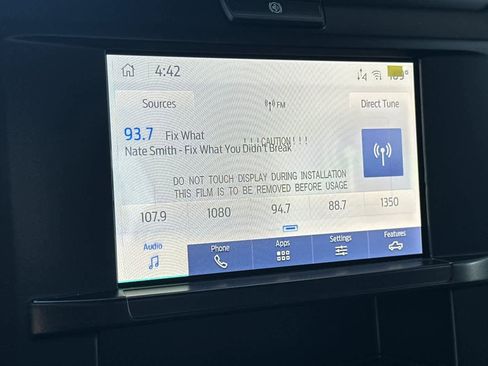 4:42
Sources
FM
Direct Tune
93.7 Fix What
!!!CAUTION!!!
Nate Smith - Fix What You Didn't Break
DO NOT TOUCH DISPLAY DURING INSTALLATION
THIS FILM IS TO BE REMOVED BEFORE USAGE
107.9 1080 94.7 88.7 1350
Audio Phone Apps Settings Features